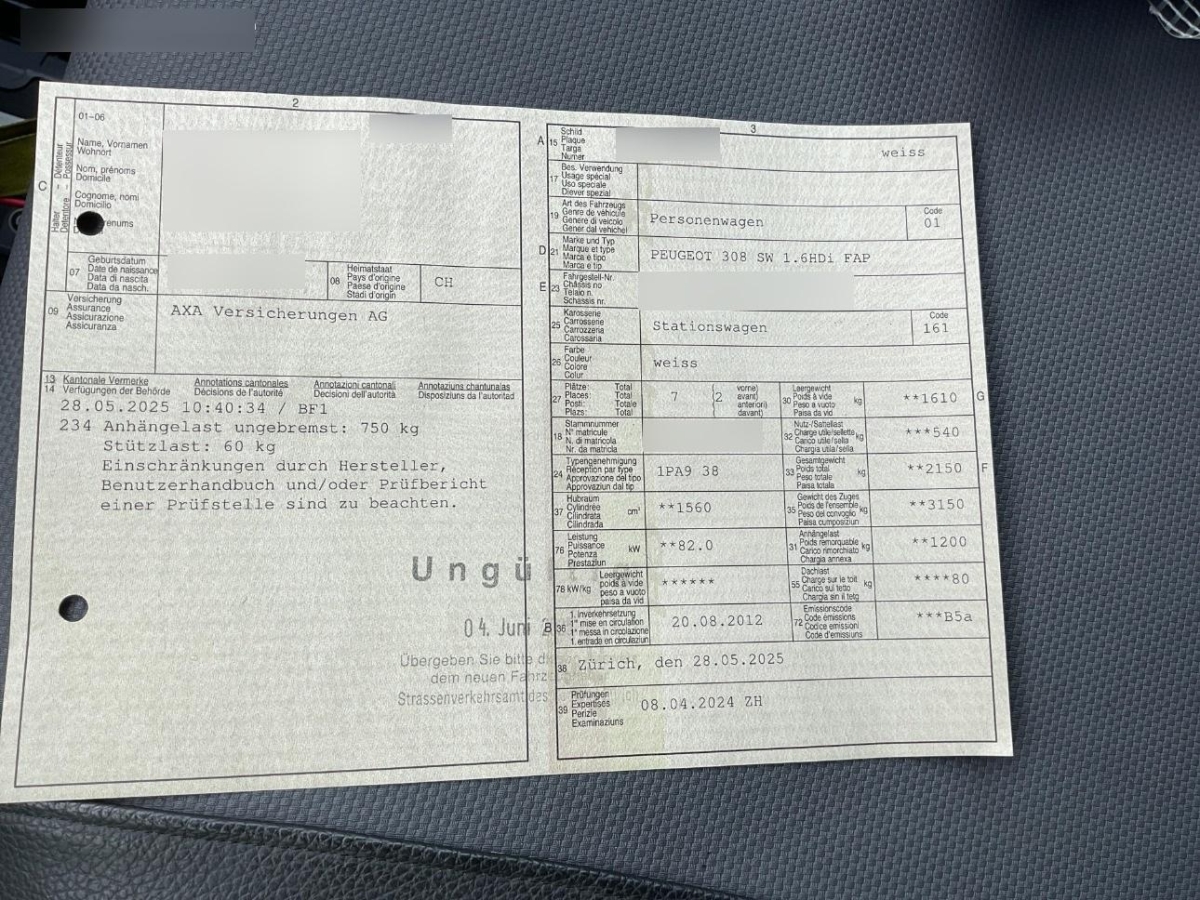 2
01-06
C
Halter
Détenteur
Detentore
Possessur
Name, Vornamen
Wohnort
Nom, prénoms
Domicile
Cognome, nomi
Domicilio
enums
07
Geburtsdatum
Date de naissance
Data di nascita
Data da nasch.
08
Heimatstaat
Pays d'origine
Paese d'origine
Stadi d'origin
CH
09
Versicherung
Assurance
Assicurazione
Assicuranza
AXA Versicherungen AG
13 Kantonale Vermerke Annotations cantonales Annotazioni cantonali Annotaziuns chantunalas
14 Verfügungen der Behörde Décisions de l'autorité Decisioni dell'autorità Disposiziuns da l'autoritad
28.05.2025 10:40:34 / BF1
234 Anhängelast ungebremst: 750 kg
Stützlast: 60 kg
Einschränkungen durch Hersteller,
Benutzerhandbuch und/oder Prüfbericht
einer Prüfstelle sind zu beachten.
Ungü
04. Juni
Übergeben Sie bitte
dem neuen
Strassenverkehrsamt des
3
A 15
Schild
Plaque
Targa
Numer
weiss
17
Bes. Verwendung
Usage spécial
Uso speciale
Diever spezial
19
Art des Fahrzeugs
Genre de véhicule
Genere di veicolo
Gener dal vehichel
Personenwagen
Code
01
D 21
Marke und Typ
Marque et type
Marca e tipo
Marca e tip
PEUGEOT 308 SW 1.6HDi FAP
E 23
Fahrgestell-Nr.
Châssis no
Telaio n.
Schassis nr.
25
Karosserie
Carrosserie
Carrozzeria
Carossaria
Stationswagen
Code
161
26
Farbe
Couleur
Colore
Colur
weiss
27
Plätze: Total
Places: Total
Posti: Totale
Plazs: Total
7
(2
vorne)
avant)
anteriori)
davant)
30
Leergewicht
Poids à vide
Peso a vuoto
Paisa da vid
kg
**1610
G
18
Stammnummer
N° matricule
N. di matricola
Nr. da matricla
32
Nutz-/Sattellast
Charge utile/sellette
Carico utile/sella
Chargia utila/sella
kg
***540
24
Typengenehmigung
Réception par type
Approvazione del tipo
Approvaziun dal tip
1PA9 38
33
Gesamtgewicht
Poids total
Peso totale
Paisa totala
kg
**2150
F
37
Hubraum
Cylindrée
Cilindrata
Cilindrada
cm³
**1560
35
Gewicht des Zuges
Poids de l'ensemble
Peso del convoglio
Paisa cumposiziun
kg
**3150
76
Leistung
Puissance
Potenza
Prestaziun
kW
**82.0
31
Anhängelast
Poids remorquable
Carico rimorchiato
Chargia annexa
kg
**1200
78 kW/kg
Leergewicht
poids à vide
peso a vuoto
paisa da vid
******
55
Dachlast
Charge sur le toit
Carico sul tetto
Chargia sin il tetg
kg
****80
B 36
1. Inverkehrsetzung
1re mise en circulation
1a messa in circolazione
1. entrada en circulaziun
20.08.2012
72
Emissionscode
Code émissions
Codice emissioni
Code d'emissiuns
***B5a
38 Zürich, den 28.05.2025
39
Prüfungen
Expertises
Perizie
Examinaziuns
08.04.2024 ZH